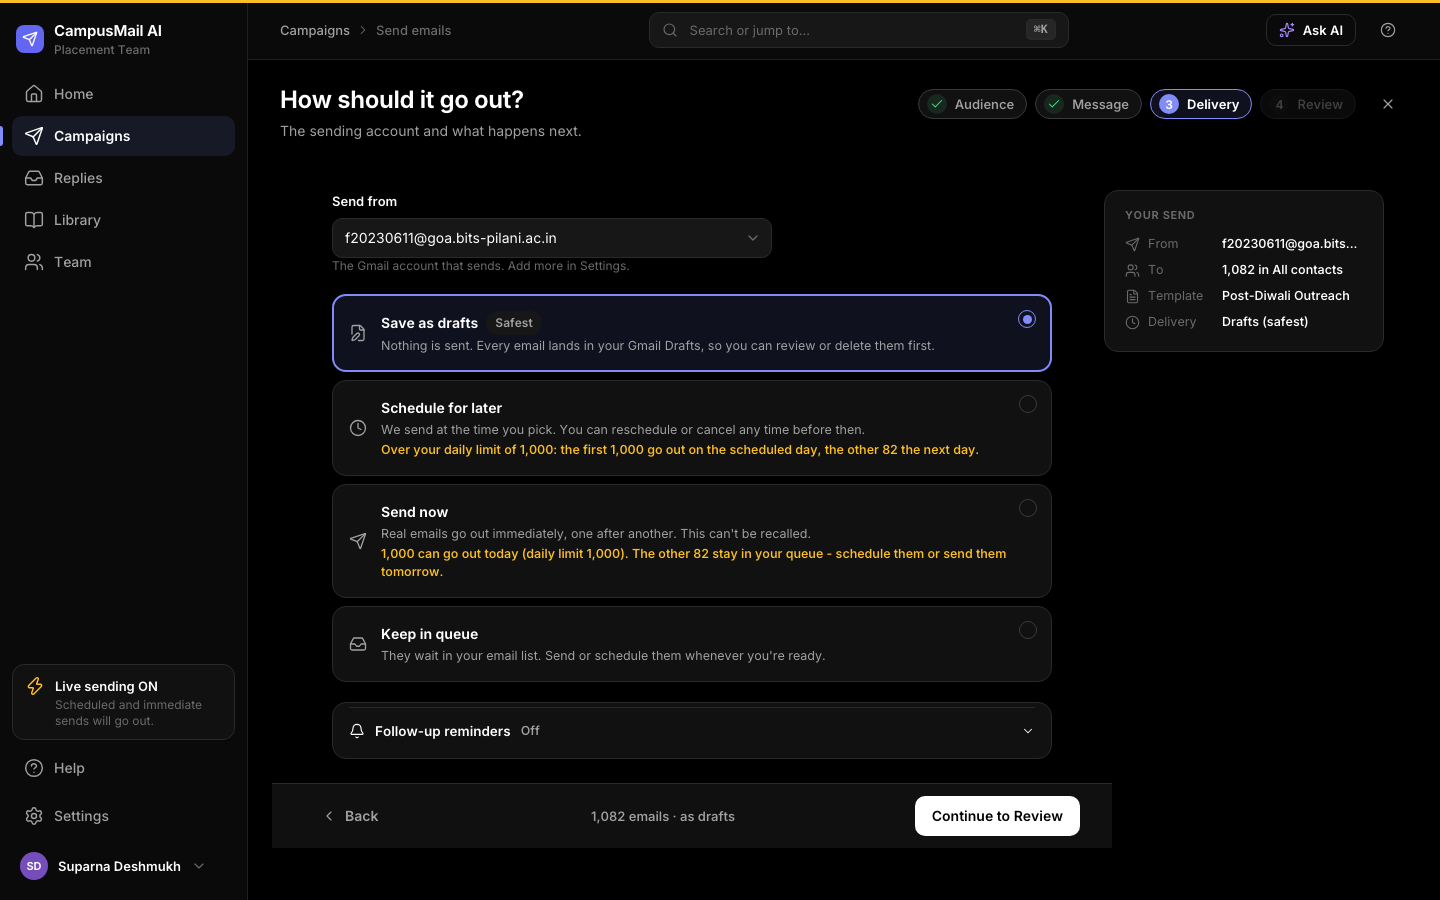 CampusMail AI
Placement Team
Home
Campaigns
Replies
Library
Team
Live sending ON
Scheduled and immediate
sends will go out.
Help
Settings
SD
Suparna Deshmukh
Campaigns
Send emails
Search or jump to...
⌘K
Ask AI
How should it go out?
The sending account and what happens next.
Audience
Message
3 Delivery
4 Review
Send from
f20230611@goa.bits-pilani.ac.in
The Gmail account that sends. Add more in Settings.
Save as drafts Safest
Nothing is sent. Every email lands in your Gmail Drafts, so you can review or delete them first.
Schedule for later
We send at the time you pick. You can reschedule or cancel any time before then.
Over your daily limit of 1,000: the first 1,000 go out on the scheduled day, the other 82 the next day.
Send now
Real emails go out immediately, one after another. This can't be recalled.
1,000 can go out today (daily limit 1,000). The other 82 stay in your queue - schedule them or send them
tomorrow.
Keep in queue
They wait in your email list. Send or schedule them whenever you're ready.
Follow-up reminders Off
Back
1,082 emails · as drafts
Continue to Review
YOUR SEND
From f20230611@goa.bits...
To 1,082 in All contacts
Template Post-Diwali Outreach
Delivery Drafts (safest)